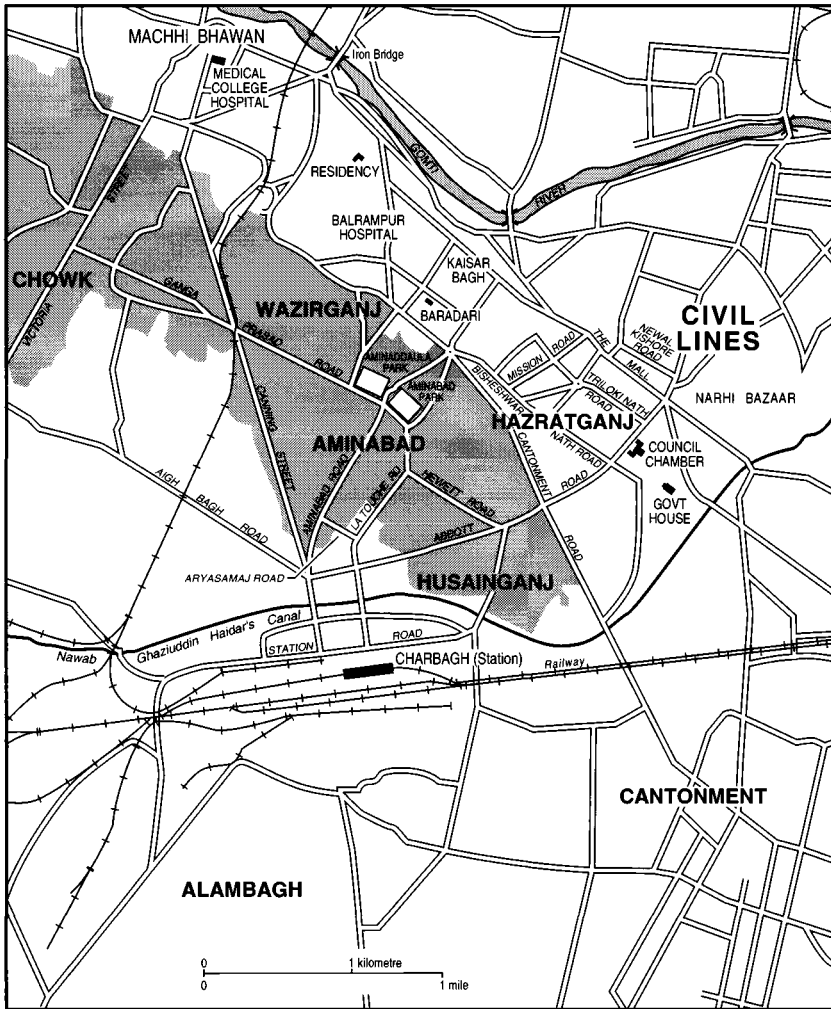 MACHHI BHAWAN
Iron Bridge
MEDICAL
COLLEGE
HOSPITAL
GOMTI
RIVER
RESIDENCY
STREET
VICTORIA
BALRAMPUR
HOSPITAL
KAISAR
BAGH
CHOWK
GANGA
PRASAD
ROAD
WAZIRGANJ
BARADARI
CIVIL
LINES
NEWAL
KISHORE
ROAD
MISSION
ROAD
THE
MALL
AMINADDAULA
PARK
AMINABAD
PARK
BISHESHWAR
NATH ROAD
TRILOKI NATH
ROAD
NARHI BAZAAR
HAZRATGANJ
CANNING
STREET
AMINABAD
CANTONMENT
ROAD
COUNCIL
CHAMBER
GOVT
HOUSE
AMINABAD ROAD
LA TOUCHE RD
HEWETT ROAD
ABBOTT
ROAD
AIGH BAGH ROAD
ARYASAMAJ ROAD
HUSAINGANJ
Nawab Ghaziuddin Haidar's Canal
STATION
ROAD
CHARBAGH (Station)
Railway
CANTONMENT
ALAMBAGH
0 1 kilometre
0 1 mile